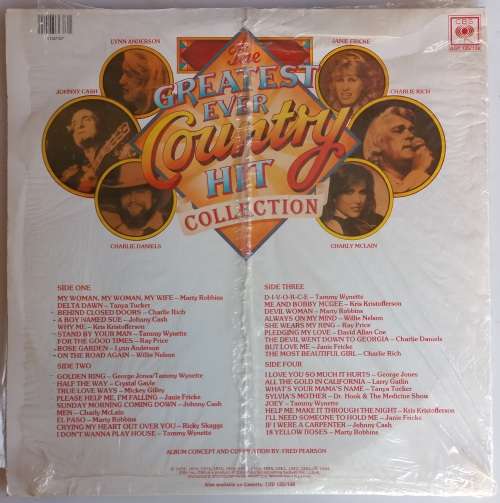 LYNN ANDERSON
JANIE FRICKE
CBS
JOHNNY CASH
CHARLIE RICH
The
GREATEST
EVER
Country
HIT
COLLECTION
CHARLIE DANIELS
CHARLY McLAIN
SIDE ONE
MY WOMAN, MY WOMAN, MY WIFE – Marty Robbins
DELTA DAWN – Tanya Tucker
BEHIND CLOSED DOORS – Charlie Rich
A BOY NAMED SUE – Johnny Cash
WHY ME – Kris Kristofferson
STAND BY YOUR MAN – Tammy Wynette
FOR THE GOOD TIMES – Ray Price
ROSE GARDEN – Lynn Anderson
ON THE ROAD AGAIN – Willie Nelson
SIDE TWO
GOLDEN RING – George Jones/Tammy Wynette
HALF THE WAY – Crystal Gayle
TRUE LOVE WAYS – Mickey Gilley
PLEASE HELP ME, I'M FALLING – Janie Fricke
SUNDAY MORNING COMING DOWN – Johnny Cash
MEN – Charly McLain
EL PASO – Marty Robbins
CRYING MY HEART OUT OVER YOU – Ricky Skaggs
I DON'T WANNA PLAY HOUSE – Tammy Wynette
SIDE THREE
D-I-V-O-R-C-E – Tammy Wynette
ME AND BOBBY McGEE – Kris Kristofferson
DEVIL WOMAN – Marty Robbins
ALWAYS ON MY MIND – Willie Nelson
SHE WEARS MY RING – Ray Price
PLEDGING MY LOVE – David Allan Coe
THE DEVIL WENT DOWN TO GEORGIA – Charlie Daniels
BUT LOVE ME – Janie Fricke
THE MOST BEAUTIFUL GIRL – Charlie Rich
SIDE FOUR
I LOVE YOU SO MUCH IT HURTS – George Jones
ALL THE GOLD IN CALIFORNIA – Larry Gatlin
WHAT'S YOUR MAMA'S NAME – Tanya Tucker
SYLVIA'S MOTHER – Dr. Hook & The Medicine Show
JOEY – Tammy Wynette
HELP ME MAKE IT THROUGH THE NIGHT – Kris Kristofferson
I'LL NEED SOMEONE TO HOLD ME – Janie Fricke
IF I WERE A CARPENTER – Johnny Cash
18 YELLOW ROSES – Marty Robbins
ALBUM CONCEPT AND COMPILATION BY: FRED PEARSON
Also available on Cassette